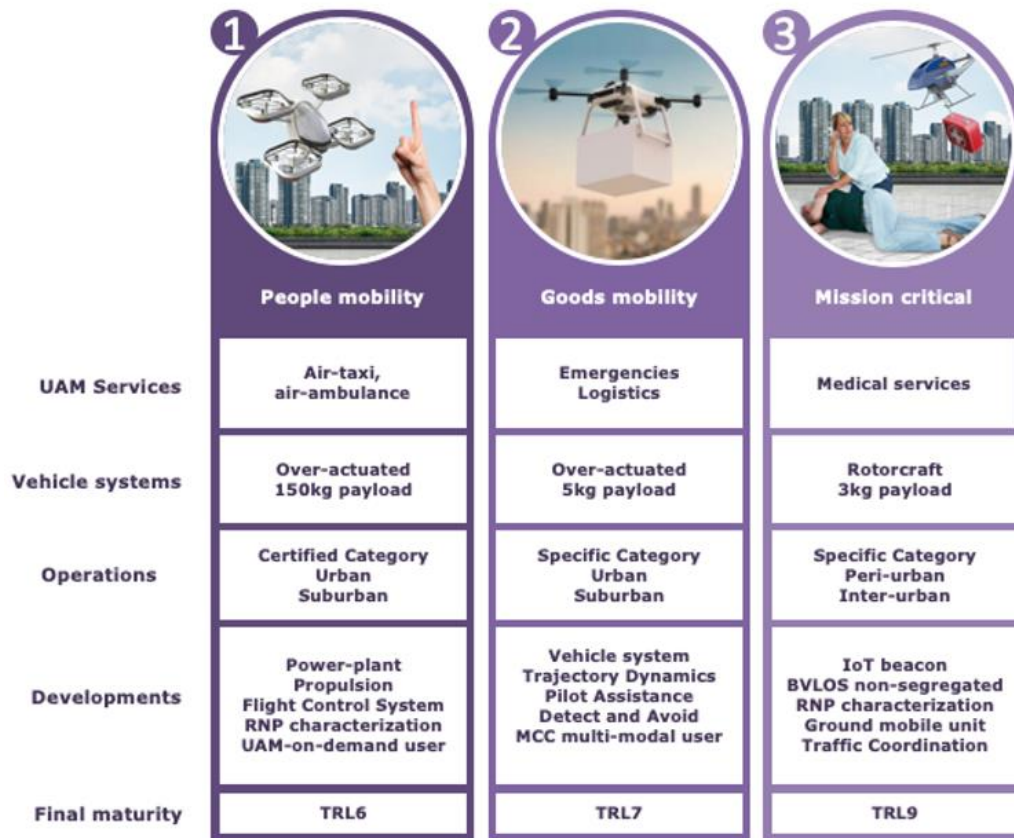 1
2
3
People mobility
Goods mobility
Mission critical
UAM Services
Air-taxi,
air-ambulance
Emergencies
Logistics
Medical services
Vehicle systems
Over-actuated
150kg payload
Over-actuated
5kg payload
Rotorcraft
3kg payload
Operations
Certified Category
Urban
Suburban
Specific Category
Urban
Suburban
Specific Category
Peri-urban
Inter-urban
Developments
Power-plant
Propulsion
Flight Control System
RNP characterization
UAM-on-demand user
Vehicle system
Trajectory Dynamics
Pilot Assistance
Detect and Avoid
MCC multi-modal user
IoT beacon
BVLOS non-segregated
RNP characterization
Ground mobile unit
Traffic Coordination
Final maturity
TRL6
TRL7
TRL9